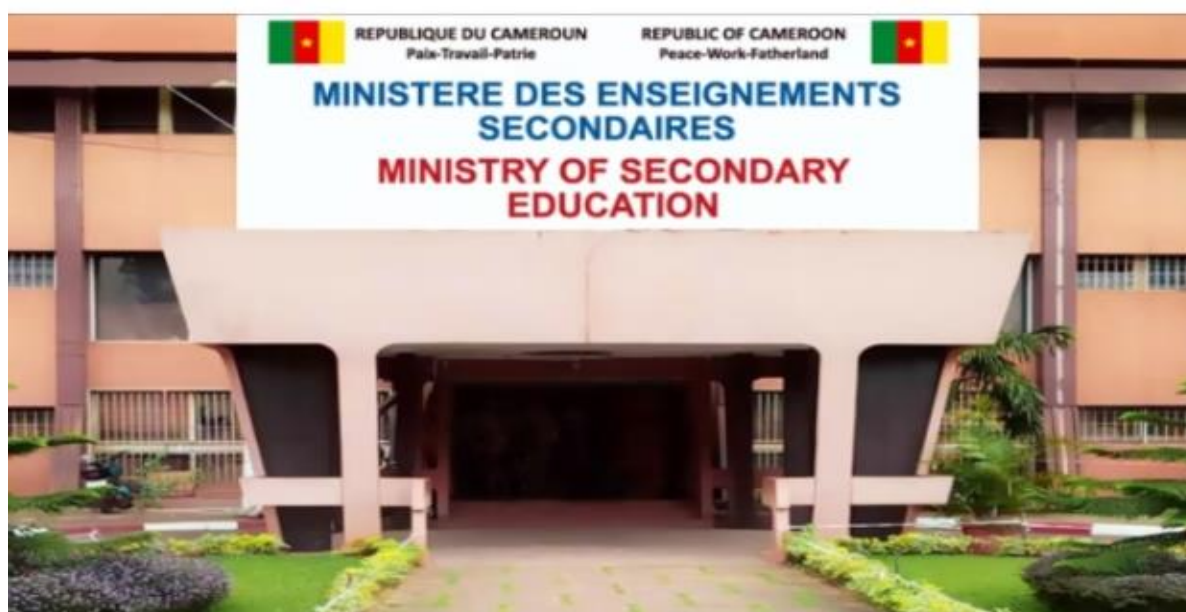 REPUBLIQUE DU CAMEROUN
Paix-Travail-Patrie
REPUBLIC OF CAMEROON
Peace-Work-Fatherland
MINISTERE DES ENSEIGNEMENTS
SECONDAIRES
MINISTRY OF SECONDARY
EDUCATION